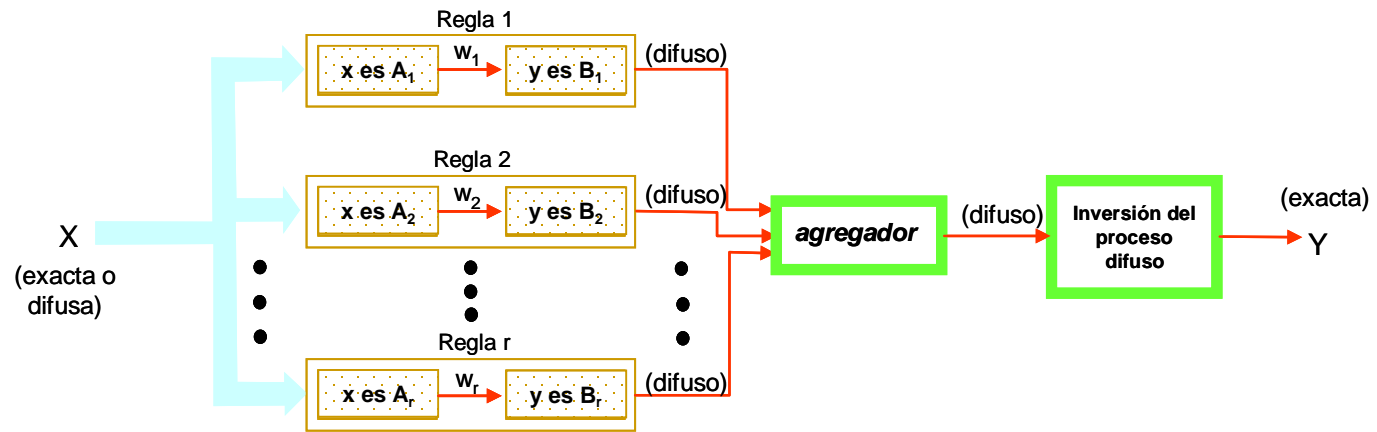 Regla 1
x es A₁
w₁
y es B₁
(difuso)
Regla 2
x es A₂
w₂
y es B₂
(difuso)
X
(exacta o
difusa)
Regla r
x es Aᵣ
wᵣ
y es Bᵣ
(difuso)
agregador
(difuso)
Inversión del
proceso
difuso
(exacta)
Y